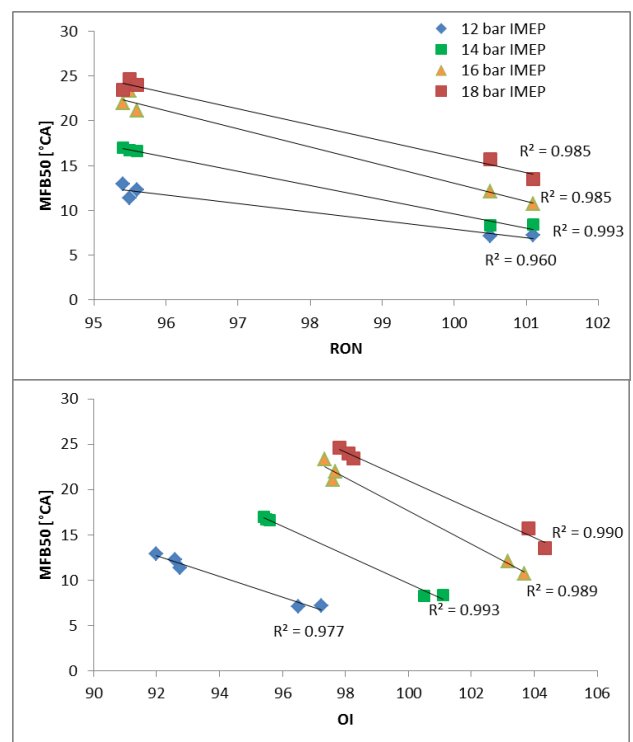 30
25
20
15
10
5
0
MFB50 [°CA]
12 bar IMEP
14 bar IMEP
16 bar IMEP
18 bar IMEP
R² = 0.985
R² = 0.985
R² = 0.993
R² = 0.960
95 96 97 98 99 100 101 102
RON
30
25
20
15
10
5
0
MFB50 [°CA]
R² = 0.990
R² = 0.989
R² = 0.993
R² = 0.977
90 92 94 96 98 100 102 104 106
OI